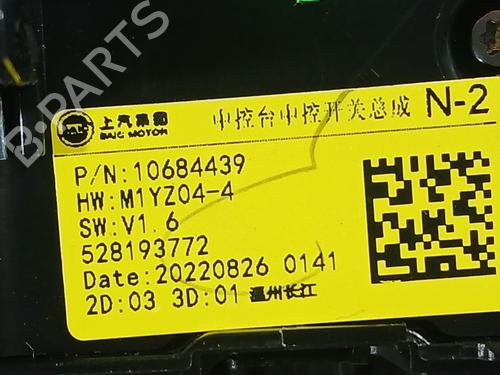 上汽集团 中控台中控开关总成 N-2
SAIC MOTOR
P/N:10684439
HW:M1YZ04-4
SW:V1.6
528193772
Date:20220826 0141
2D:03 3D:01 温州长江
B-PARTS